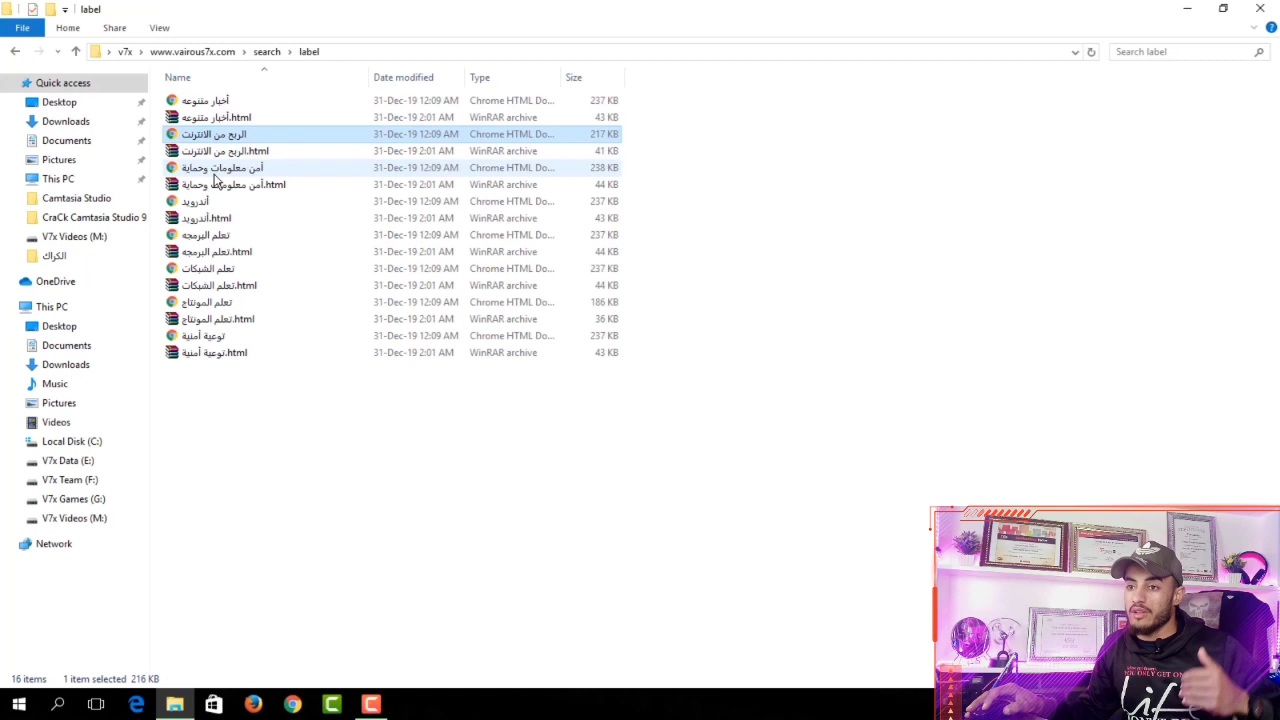 label
File
Home
Share
View
v7x
www.vairous7x.com
search
label
Search label
Name
Date modified
Type
Size
Quick access
Desktop
Downloads
Documents
Pictures
This PC
Camtasia Studio
CraCk Camtasia Studio 9
V7x Videos (M:)
الكراك
OneDrive
This PC
Desktop
Documents
Downloads
Music
Pictures
Videos
Local Disk (C:)
V7x Data (E:)
V7x Team (F:)
V7x Games (G:)
V7x Videos (M:)
Network
أخبار متنوعه 31-Dec-19 12:09 AM Chrome HTML Do... 237 KB
أخبار متنوعه.html 31-Dec-19 2:01 AM WinRAR archive 43 KB
الربح من الانترنت 31-Dec-19 12:09 AM Chrome HTML Do... 217 KB
الربح من الانترنت.html 31-Dec-19 2:01 AM WinRAR archive 41 KB
أمن معلومات وحماية 31-Dec-19 12:09 AM Chrome HTML Do... 238 KB
أمن معلومات وحماية.html 31-Dec-19 2:01 AM WinRAR archive 44 KB
أندرويد 31-Dec-19 12:09 AM Chrome HTML Do... 237 KB
أندرويد.html 31-Dec-19 2:01 AM WinRAR archive 43 KB
تعلم البرمجه 31-Dec-19 12:09 AM Chrome HTML Do... 237 KB
تعلم البرمجه.html 31-Dec-19 2:01 AM WinRAR archive 44 KB
تعلم الشبكات 31-Dec-19 12:09 AM Chrome HTML Do... 237 KB
تعلم الشبكات.html 31-Dec-19 2:01 AM WinRAR archive 44 KB
تعلم المونتاج 31-Dec-19 12:09 AM Chrome HTML Do... 186 KB
تعلم المونتاج.html 31-Dec-19 2:01 AM WinRAR archive 36 KB
توعية أمنية 31-Dec-19 12:09 AM Chrome HTML Do... 237 KB
توعية أمنية.html 31-Dec-19 2:01 AM WinRAR archive 43 KB
16 items
1 item selected 216 KB